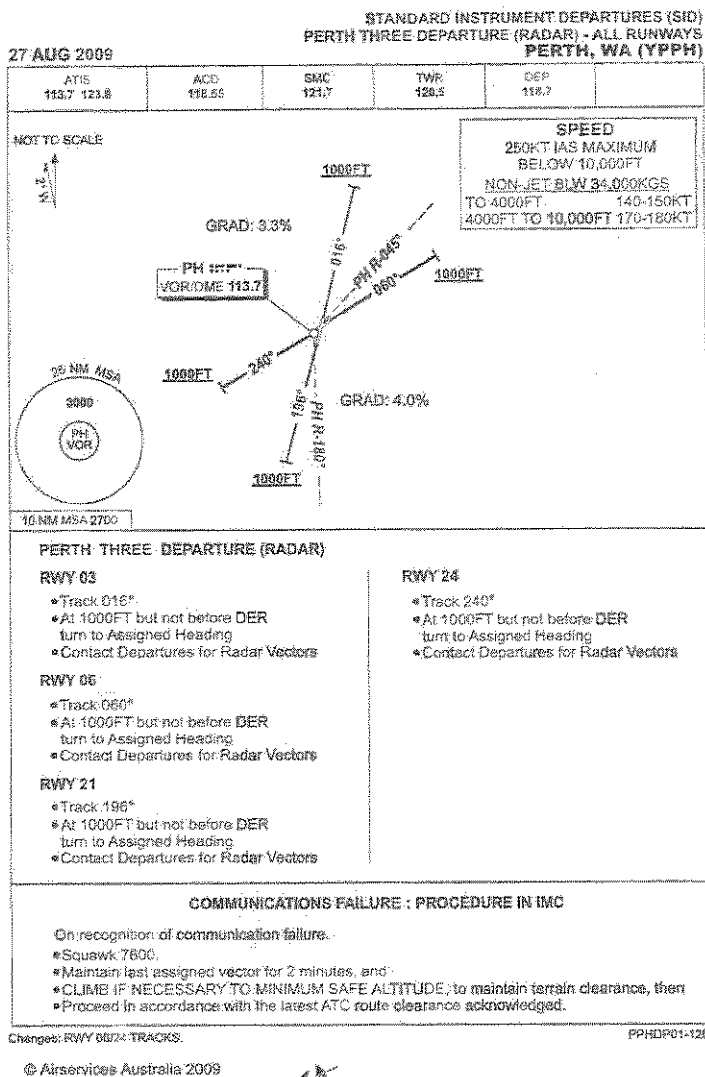 STANDARD INSTRUMENT DEPARTURES (SID)
PERTH THREE DEPARTURE (RADAR) - ALL RUNWAYS
27 AUG 2009
PERTH, WA (YPPH)
ATIS
113.7 123.8
ACD
118.55
SMC
121.7
TWR
DEP
118.7
NOT TO SCALE
SPEED
250KT IAS MAXIMUM
BELOW 10,000FT
NON-JET BLW 34,000KGS
TO 4000FT 140-150KT
4000FT TO 10,000FT 170-180KT
1000FT
GRAD: 3.3%
016°
PH R-045°
060°
1000FT
PH
VOR/DME 113.7
1000FT
240°
196°
PH R-180°
GRAD: 4.0%
1000FT
25 NM MSA
PH
VOR
10 NM MSA 2700
PERTH THREE DEPARTURE (RADAR)
RWY 03
•Track 016°
•At 1000FT but not before DER
turn to Assigned Heading
•Contact Departures for Radar Vectors
RWY 06
•Track 060°
•At 1000FT but not before DER
turn to Assigned Heading
•Contact Departures for Radar Vectors
RWY 21
•Track 196°
•At 1000FT but not before DER
turn to Assigned Heading
•Contact Departures for Radar Vectors
RWY 24
•Track 240°
•At 1000FT but not before DER
turn to Assigned Heading
•Contact Departures for Radar Vectors
COMMUNICATIONS FAILURE : PROCEDURE IN IMC
On recognition of communication failure.
•Squawk 7600.
•Maintain last assigned vector for 2 minutes, and
•CLIMB IF NECESSARY TO MINIMUM SAFE ALTITUDE, to maintain terrain clearance, then
•Proceed in accordance with the latest ATC route clearance acknowledged.
Changes: RWY 06/24 TRACKS.
© Airservices Australia 2009